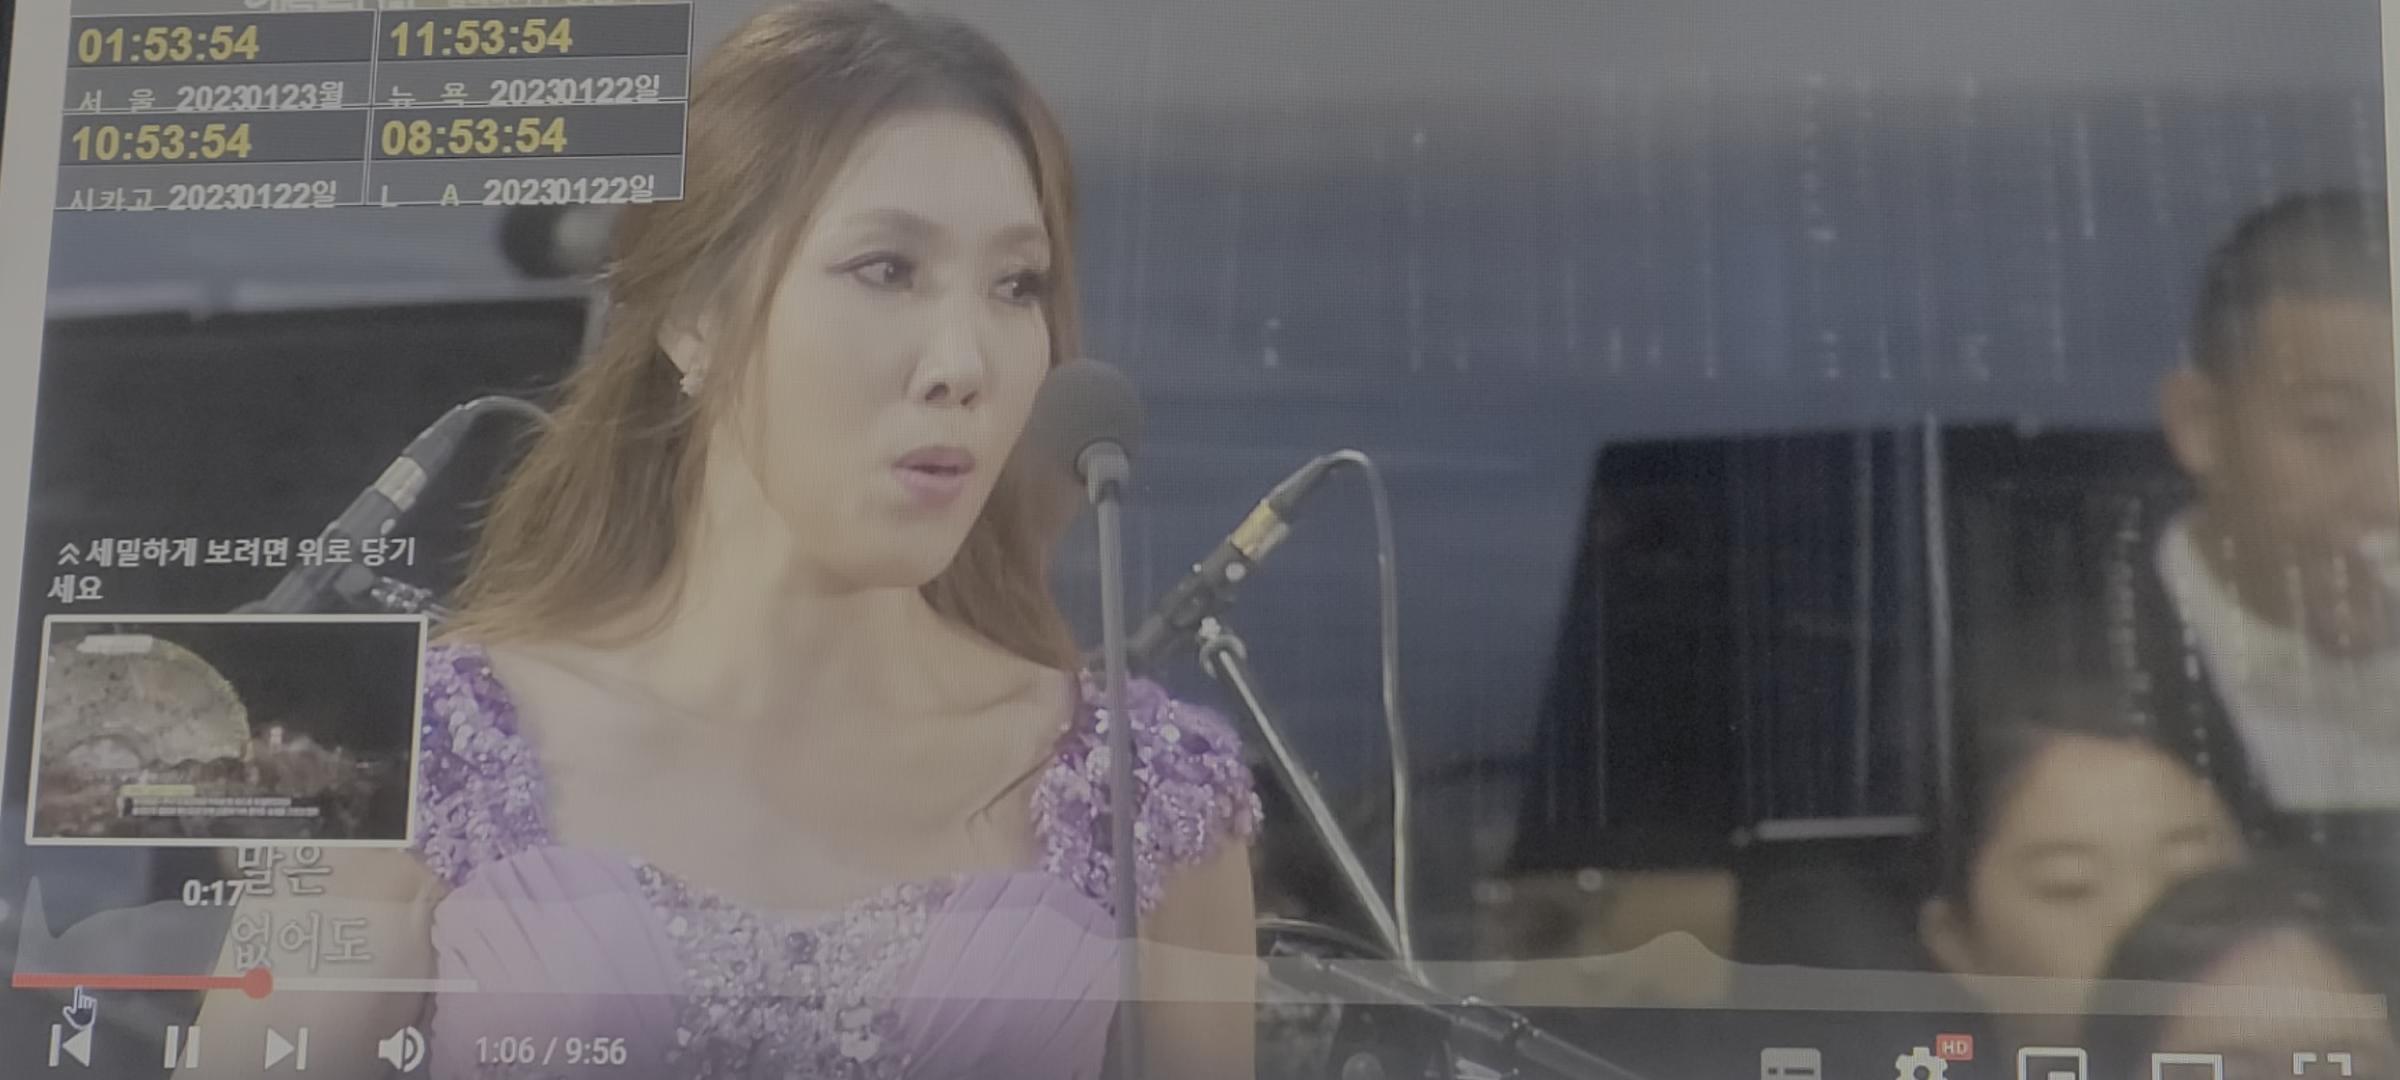 01:53:54 11:53:54
서 울 20230123월 뉴 욕 20230122일
10:53:54 08:53:54
시카고 20230122일 L A 20230122일
세밀하게 보려면 위로 당기
세요
말은
0:17
없어도
1:06 / 9:56
HD